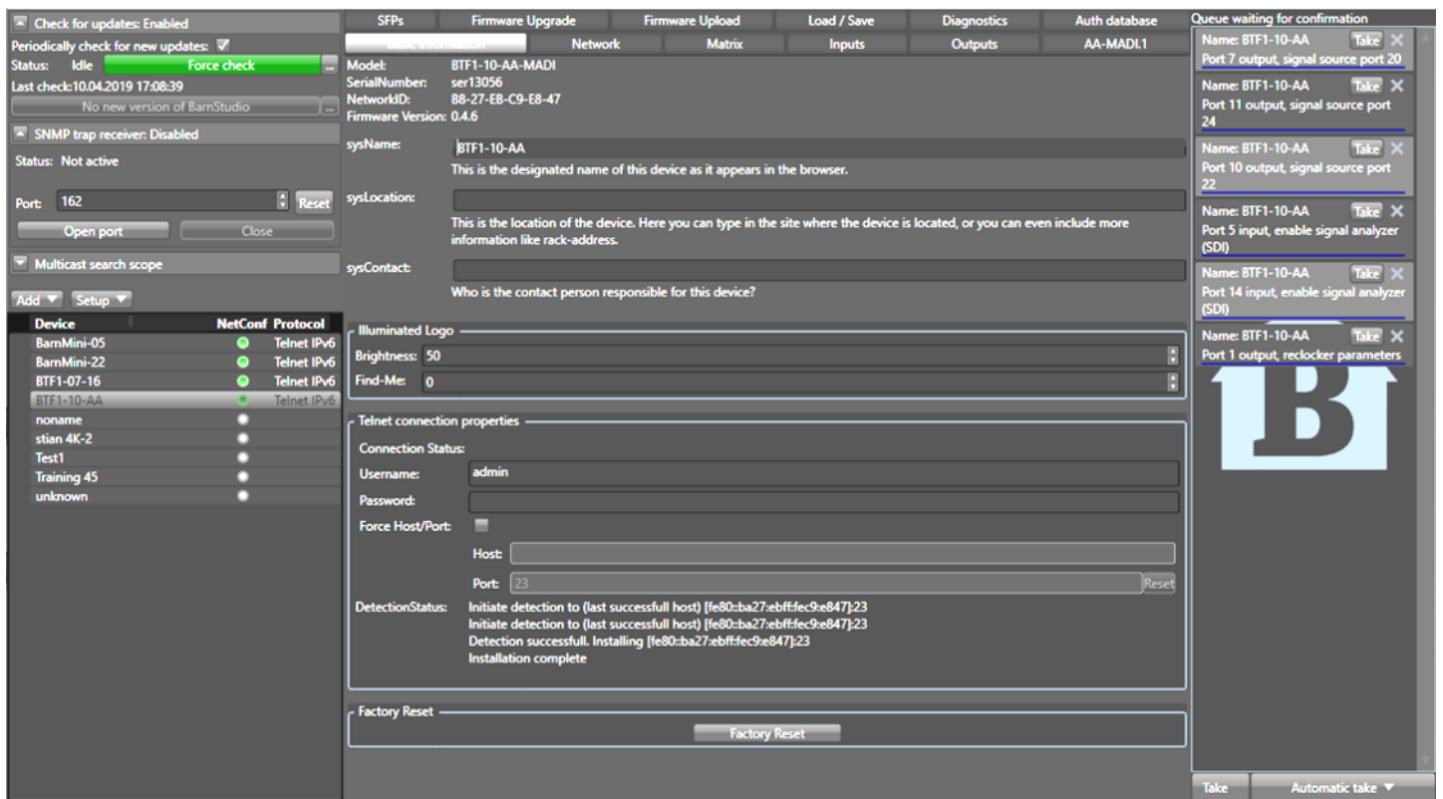 Check for updates: Enabled
Periodically check for new updates:
Status: Idle Force check ...
Last check:10.04.2019 17:08:39
No new version of BarnStudio ...
SNMP trap receiver: Disabled
Status: Not active
Port: 162 Reset
Open port Close
Multicast search scope
Add Setup
Device NetConf Protocol
BarnMini-05 Telnet IPv6
BarnMini-22 Telnet IPv6
BTF1-07-16 Telnet IPv6
BTF1-10-AA Telnet IPv6
noname
stian 4K-2
Test1
Training 45
unknown
SFPs Firmware Upgrade Firmware Upload Load / Save Diagnostics Auth database
Basic Information Network Matrix Inputs Outputs AA-MADI.1
Model: BTF1-10-AA-MADI
SerialNumber: ser13056
NetworkID: B8-27-EB-C9-E8-47
Firmware Version: 0.4.6
sysName: BTF1-10-AA
This is the designated name of this device as it appears in the browser.
sysLocation:
This is the location of the device. Here you can type in the site where the device is located, or you can even include more
information like rack-address.
sysContact:
Who is the contact person responsible for this device?
Illuminated Logo
Brightness: 50
Find-Me: 0
Telnet connection properties
Connection Status:
Username: admin
Password:
Force Host/Port:
Host:
Port: 23 Reset
DetectionStatus: Initiate detection to (last successfull host) [fe80::ba27:ebff:fec9:e847]:23
Initiate detection to (last successfull host) [fe80::ba27:ebff:fec9:e847]:23
Detection successfull. Installing [fe80::ba27:ebff:fec9:e847]:23
Installation complete
Factory Reset
Factory Reset
Queue waiting for confirmation
Name: BTF1-10-AA Take
Port 7 output, signal source port 20
Name: BTF1-10-AA Take
Port 11 output, signal source port
24
Name: BTF1-10-AA Take
Port 10 output, signal source port
22
Name: BTF1-10-AA Take
Port 5 input, enable signal analyzer
(SDI)
Name: BTF1-10-AA Take
Port 14 input, enable signal analyzer
(SDI)
Name: BTF1-10-AA Take
Port 1 output, reclocker parameters
B
Take Automatic take